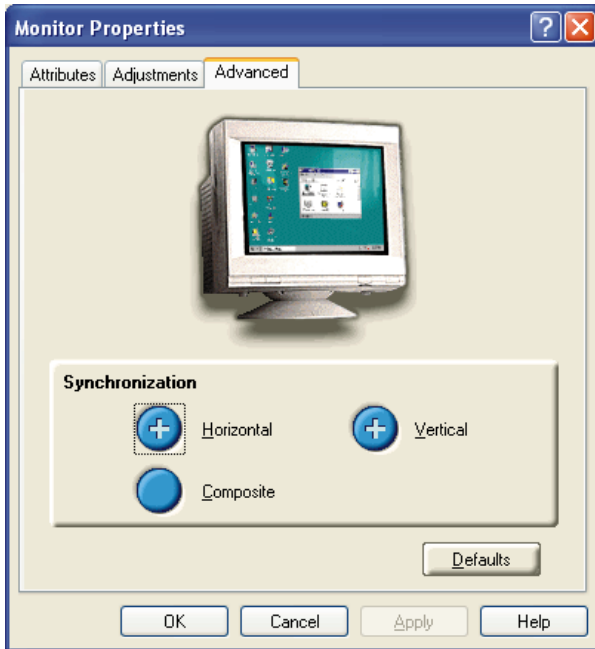 Monitor Properties
Attributes Adjustments Advanced
Synchronization
Horizontal Vertical
Composite
Defaults
OK Cancel Apply Help